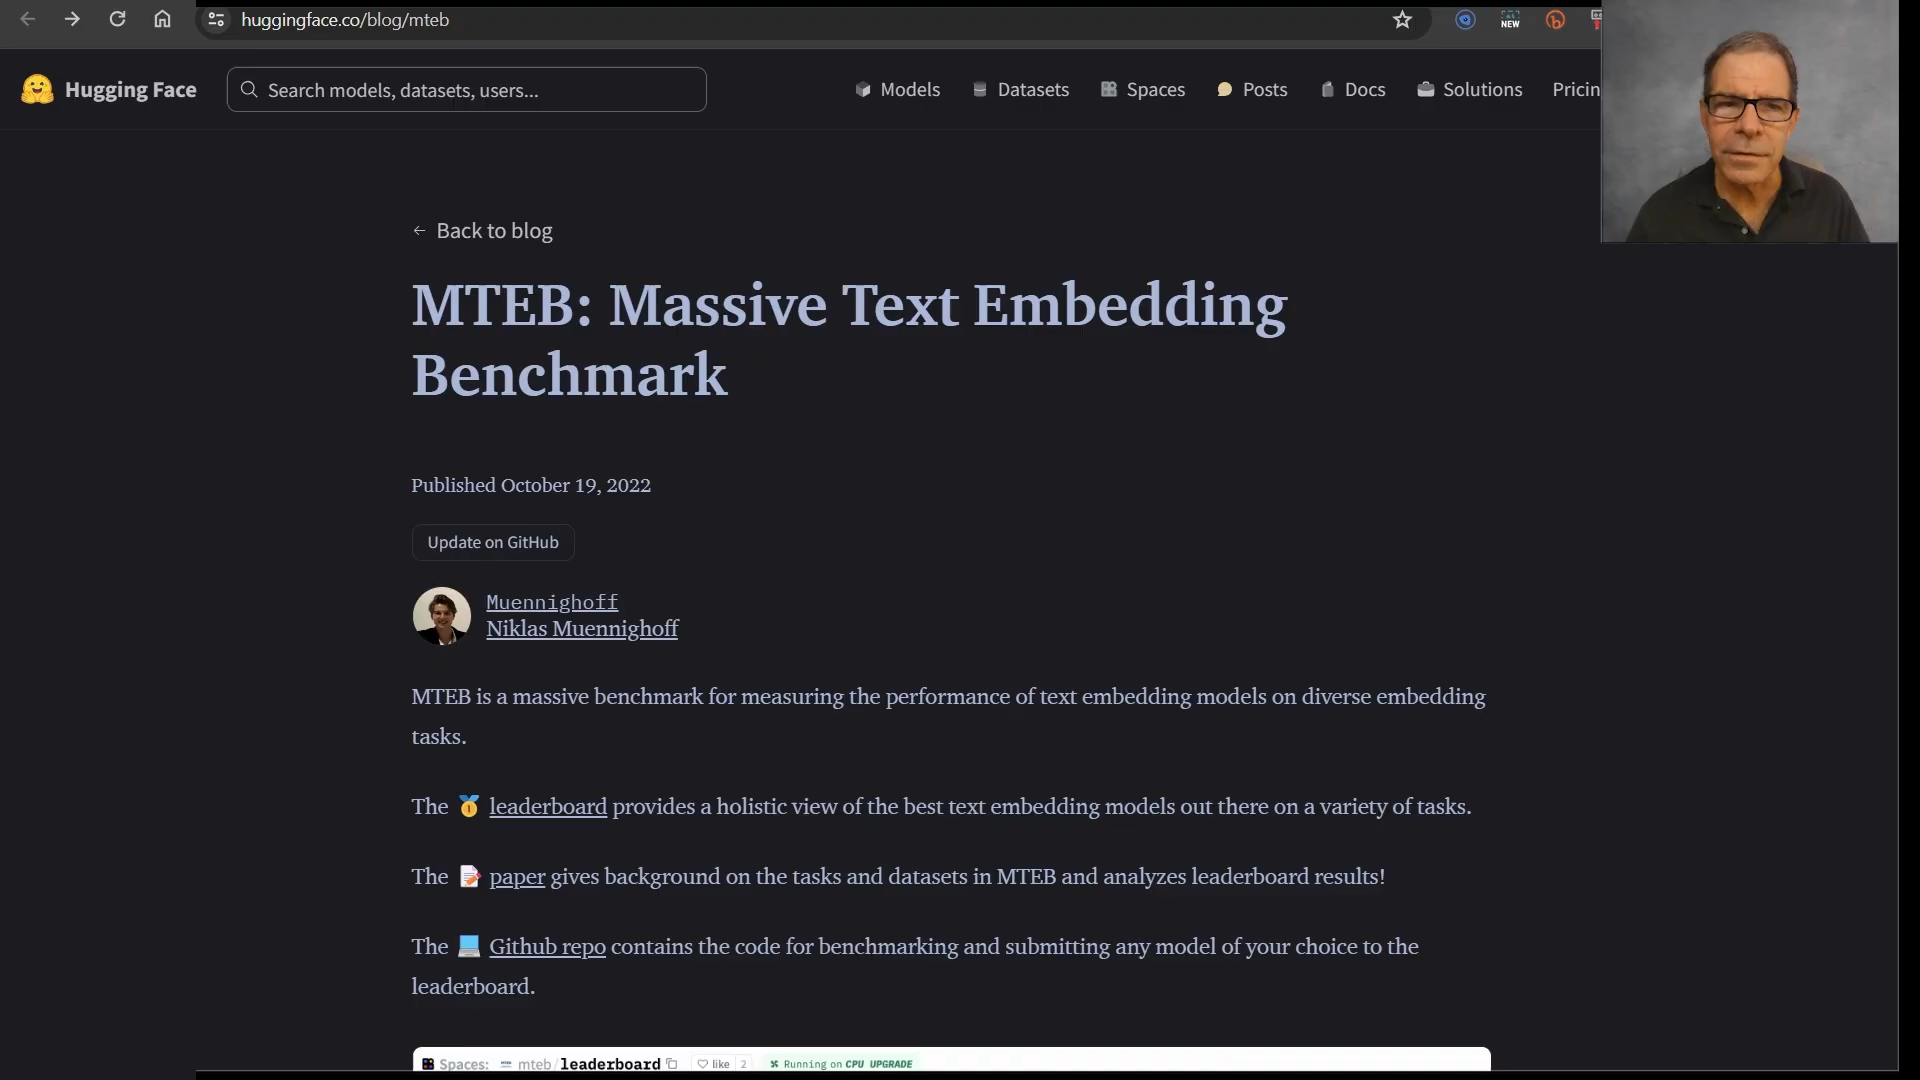 huggingface.co/blog/mteb
NEW
Hugging Face
Search models, datasets, users...
Models
Datasets
Spaces
Posts
Docs
Solutions
Pricin
← Back to blog
MTEB: Massive Text Embedding
Benchmark
Published October 19, 2022
Update on GitHub
Muennighoff
Niklas Muennighoff
MTEB is a massive benchmark for measuring the performance of text embedding models on diverse embedding
tasks.
The 🥇 leaderboard provides a holistic view of the best text embedding models out there on a variety of tasks.
The 📝 paper gives background on the tasks and datasets in MTEB and analyzes leaderboard results!
The 💻 Github repo contains the code for benchmarking and submitting any model of your choice to the
leaderboard.
Spaces: mteb/leaderboard like 2 Running on CPU UPGRADE